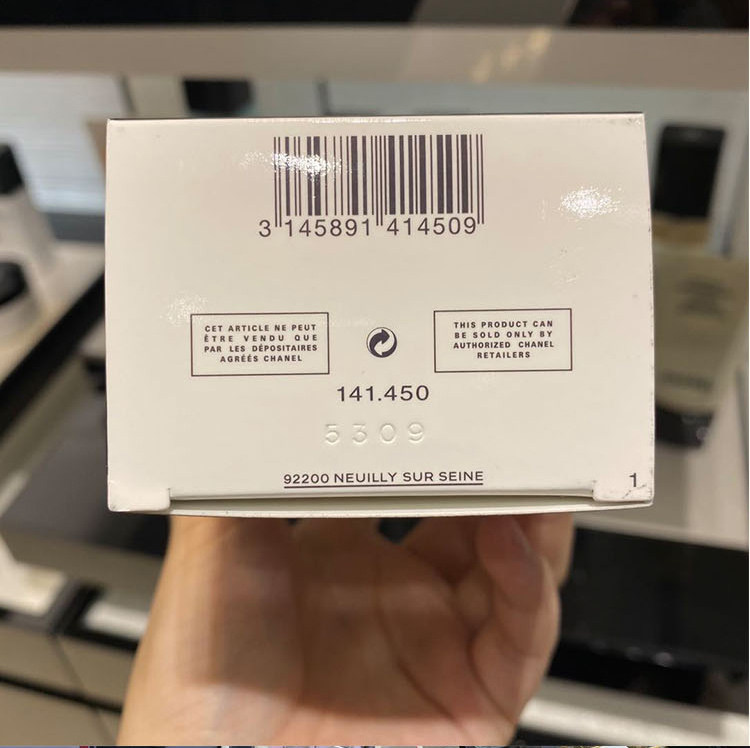 3 145891 414509
CET ARTICLE NE PEUT
ÊTRE VENDU QUE
PAR LES DÉPOSITAIRES
AGRÉÉS CHANEL
THIS PRODUCT CAN
BE SOLD ONLY BY
AUTHORIZED CHANEL
RETAILERS
141.450
5309
92200 NEUILLY SUR SEINE
1